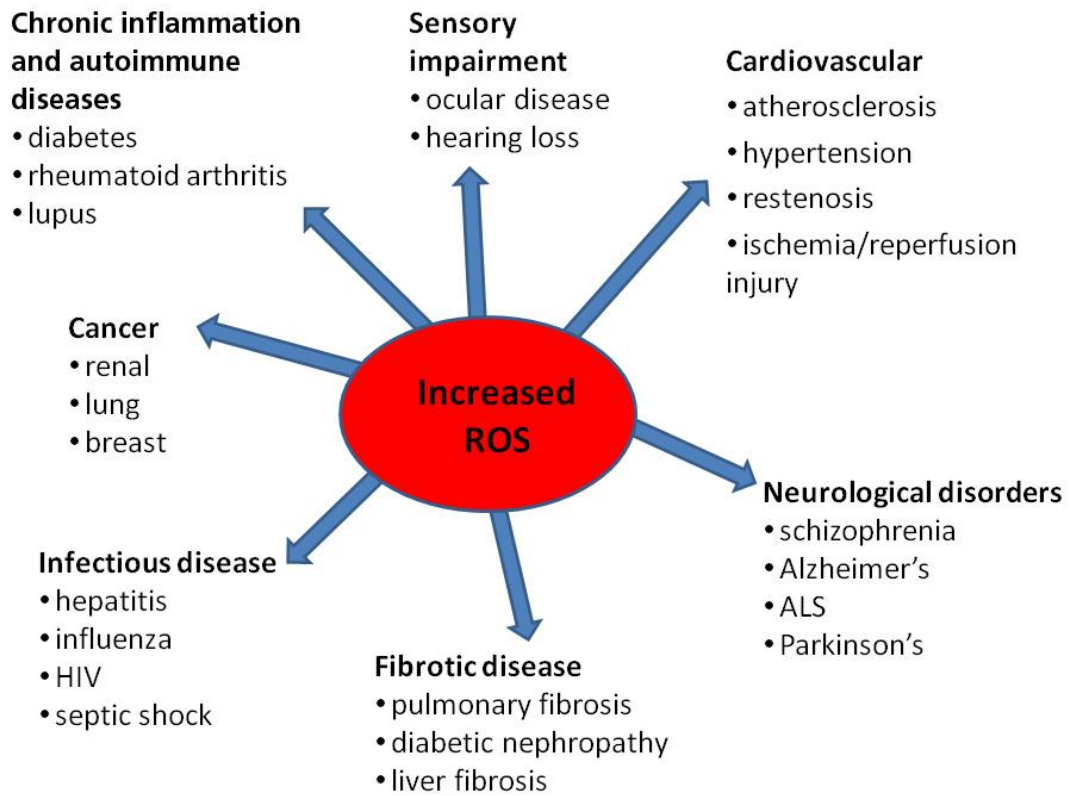 Chronic inflammation
and autoimmune
diseases
• diabetes
• rheumatoid arthritis
• lupus
Sensory
impairment
• ocular disease
• hearing loss
Cardiovascular
• atherosclerosis
• hypertension
• restenosis
• ischemia/reperfusion
injury
Cancer
• renal
• lung
• breast
Increased
ROS
Neurological disorders
• schizophrenia
• Alzheimer’s
• ALS
• Parkinson’s
Infectious disease
• hepatitis
• influenza
• HIV
• septic shock
Fibrotic disease
• pulmonary fibrosis
• diabetic nephropathy
• liver fibrosis